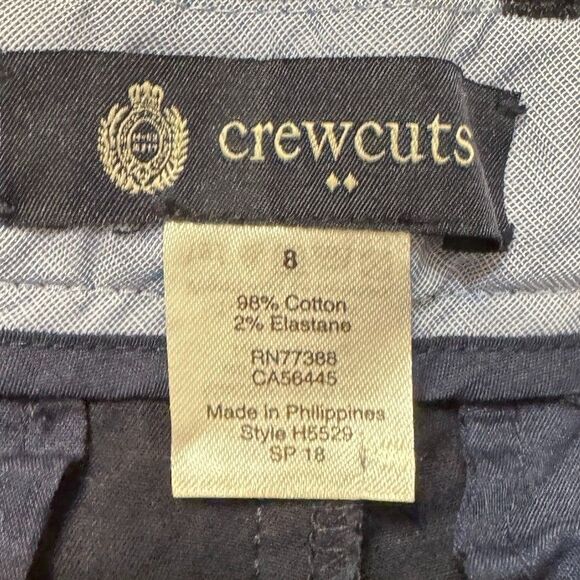 crewcuts
8
98% Cotton
2% Elastane
RN77388
CA56445
Made in Philippines
Style H5529
SP 18